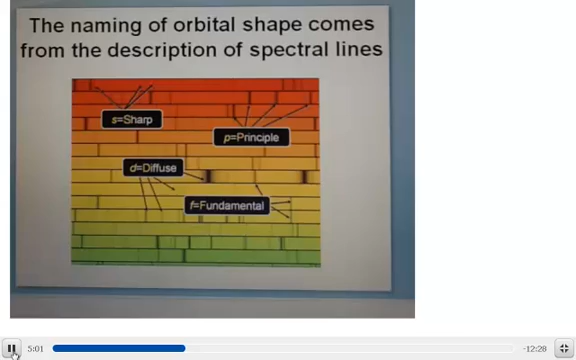 The naming of orbital shape comes
from the description of spectral lines
s=Sharp
p=Principle
d=Diffuse
f=Fundamental
5:01
-12:28